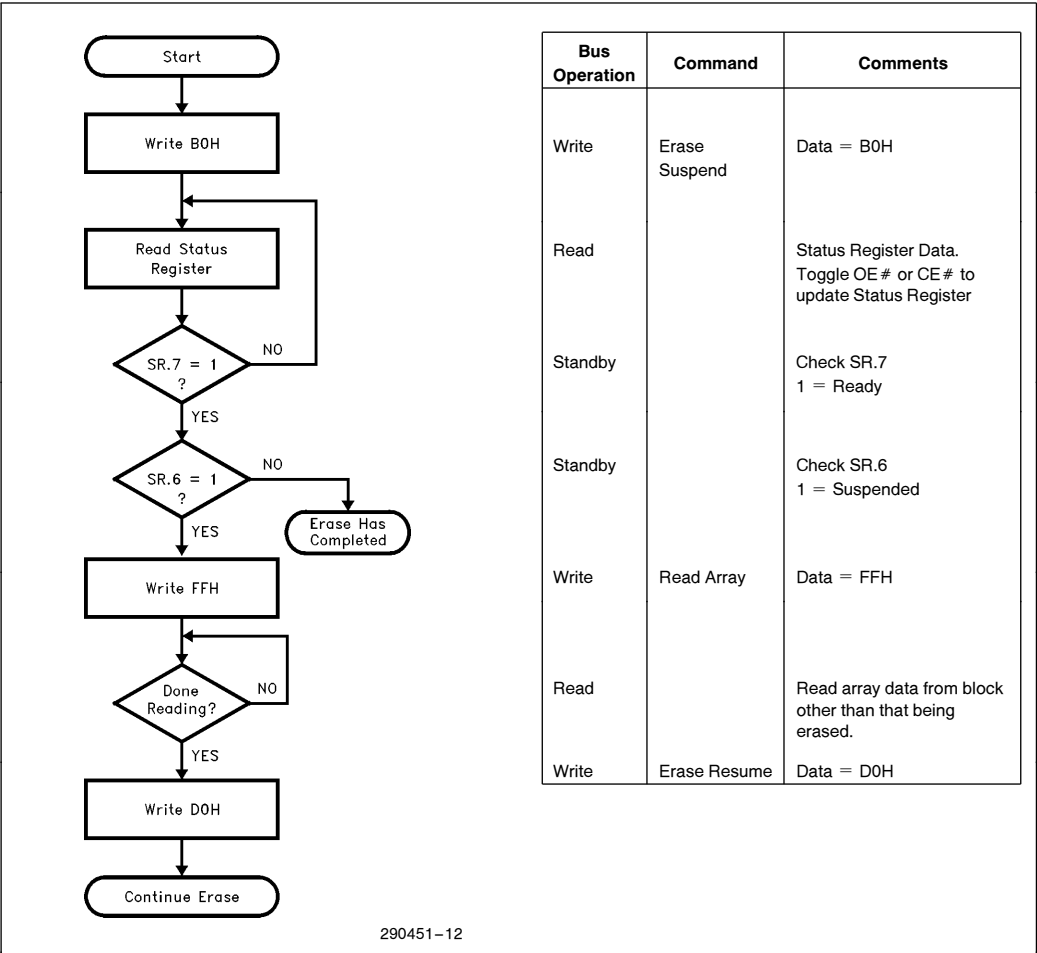 Start
Write B0H
Read Status
Register
SR.7 = 1
?
NO
YES
SR.6 = 1
?
NO
Erase Has
Completed
YES
Write FFH
Done
Reading?
NO
YES
Write D0H
Continue Erase
Bus
Operation
Command
Comments
Write
Erase
Suspend
Data = B0H
Read
Status Register Data.
Toggle OE# or CE# to
update Status Register
Standby
Check SR.7
1 = Ready
Standby
Check SR.6
1 = Suspended
Write
Read Array
Data = FFH
Read
Read array data from block
other than that being
erased.
Write
Erase Resume
Data = D0H
290451–12